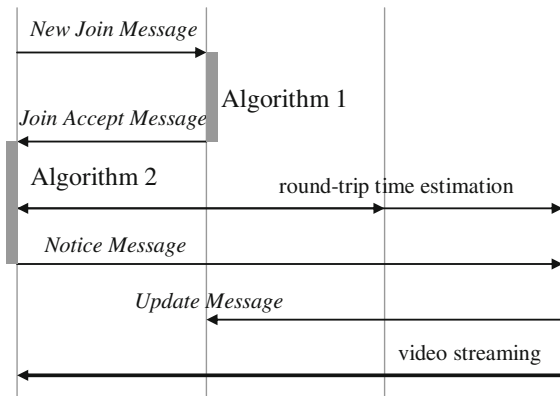 New Join Message
Algorithm 1
Join Accept Message
Algorithm 2
round-trip time estimation
Notice Message
Update Message
video streaming